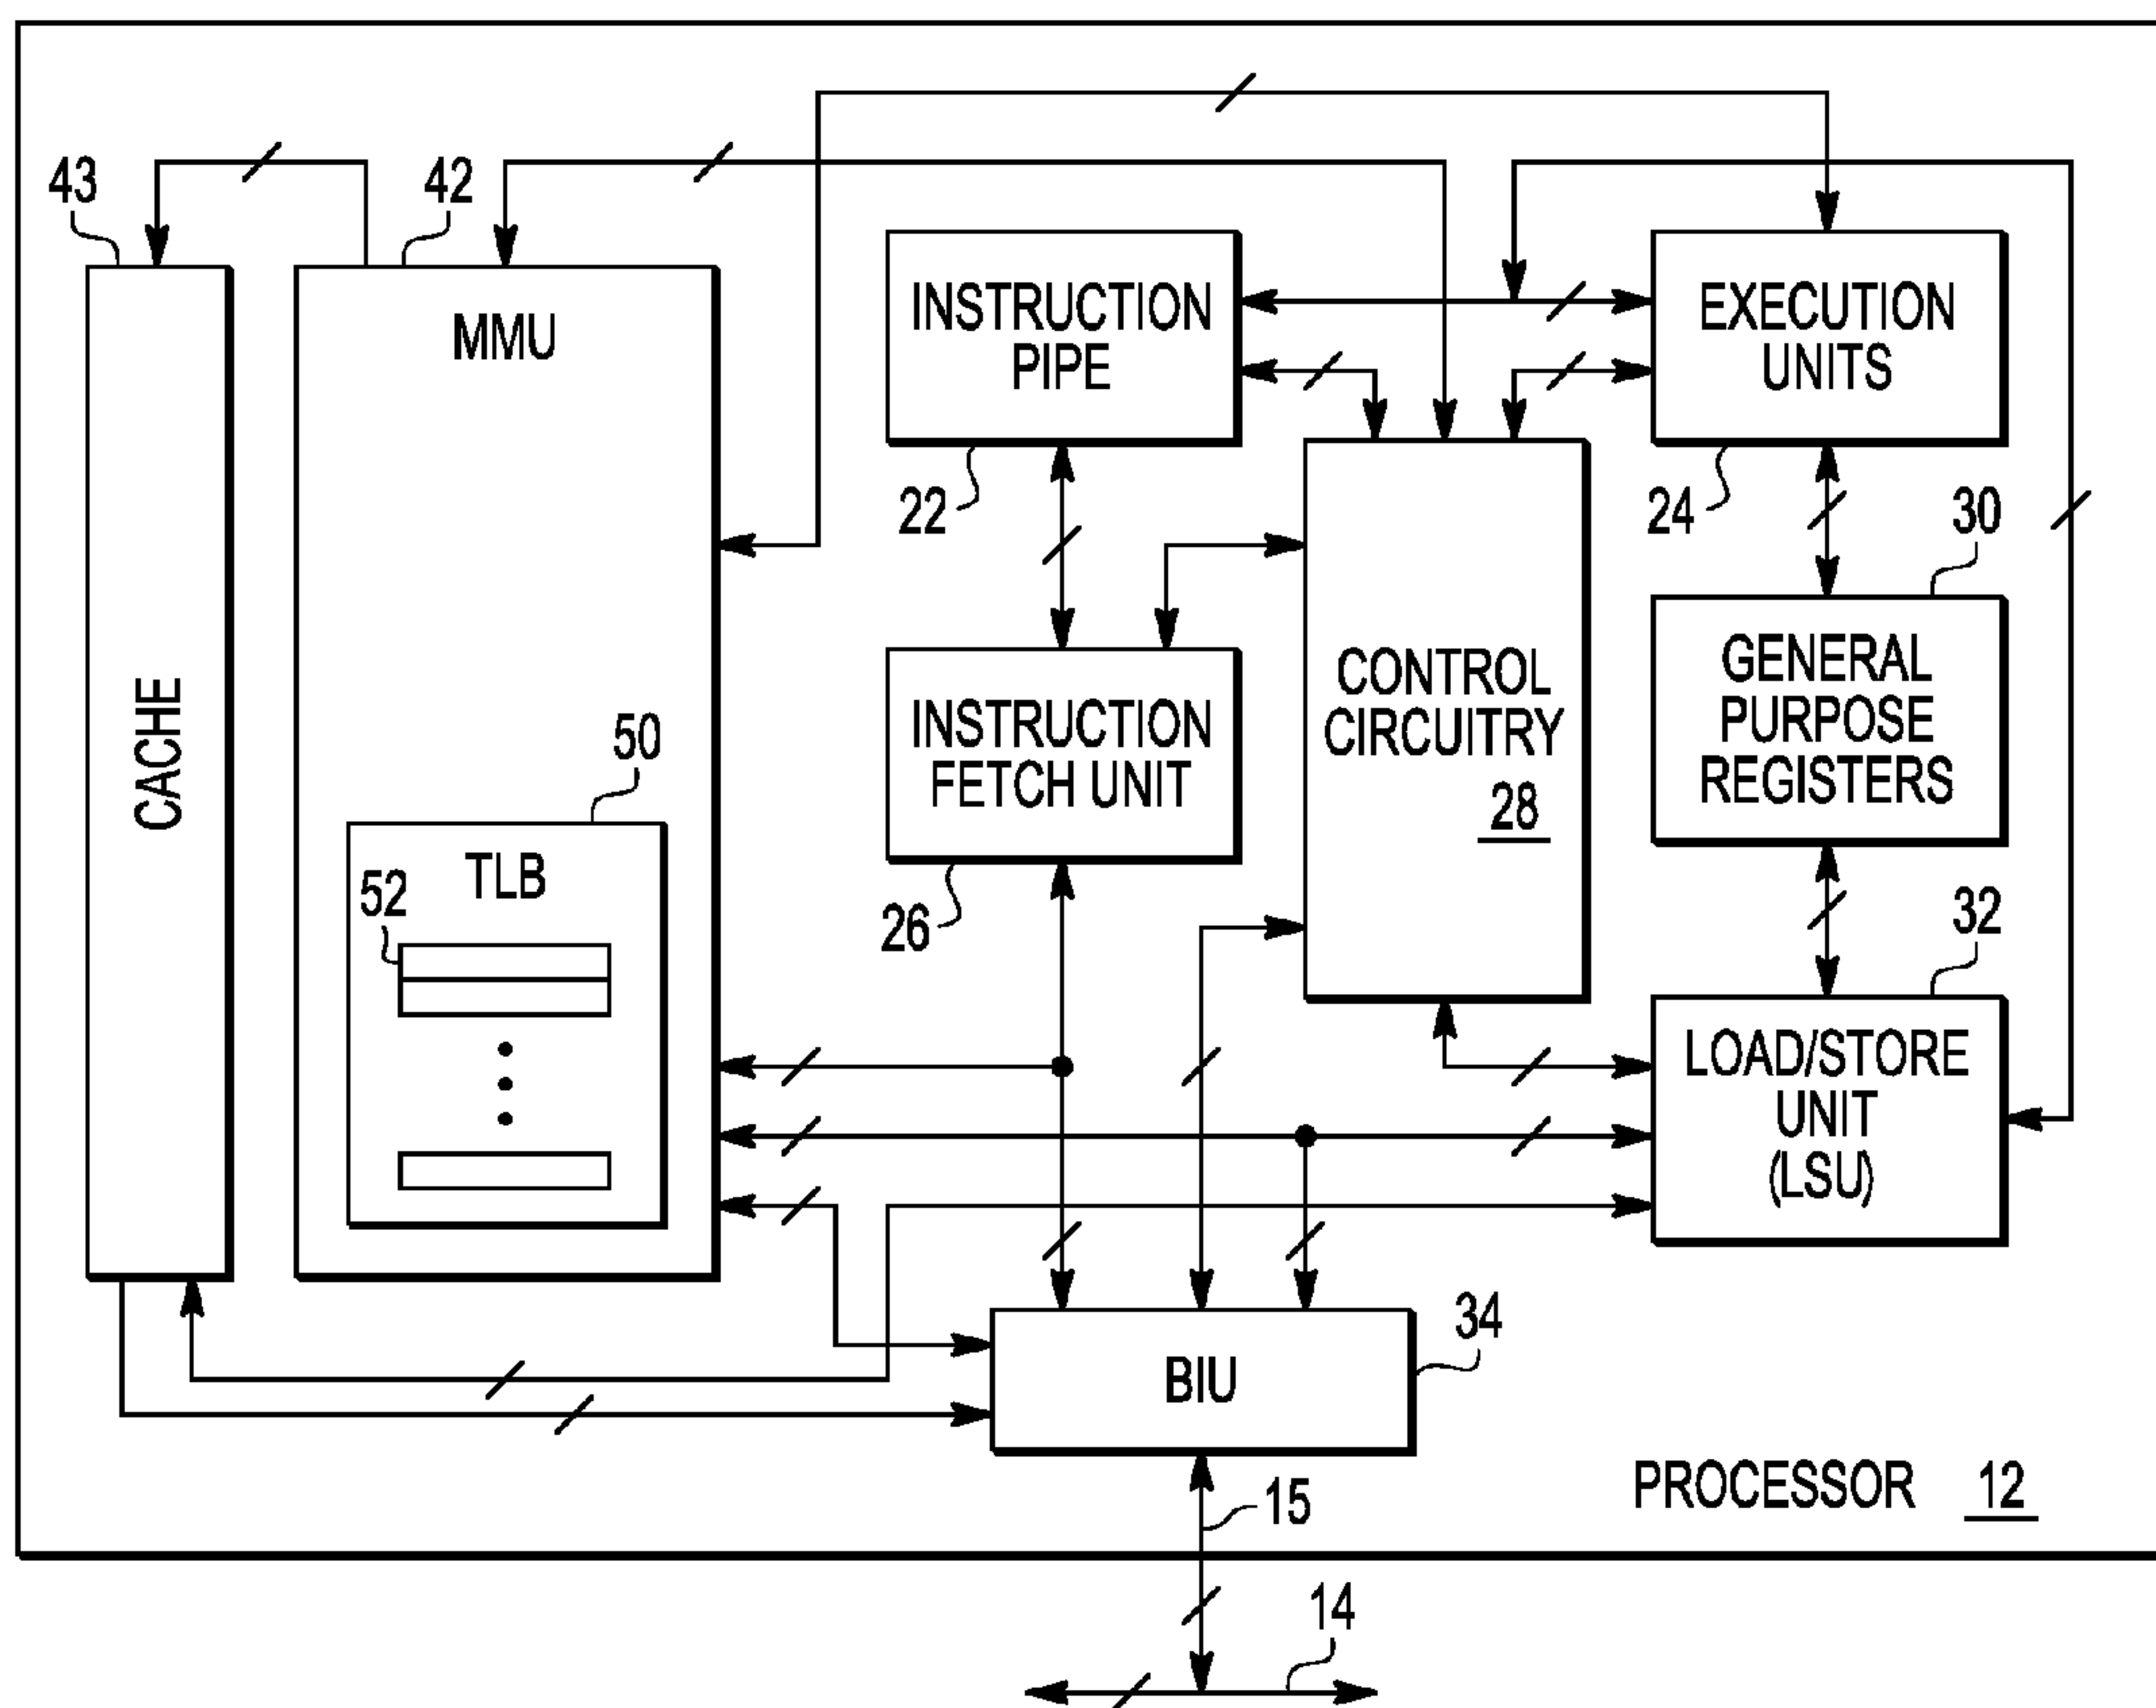 43
42
MMU
INSTRUCTION
PIPE
EXECUTION
UNITS
22
24
30
CACHE
50
INSTRUCTION
FETCH UNIT
CONTROL
CIRCUITRY
28
GENERAL
PURPOSE
REGISTERS
TLB
52
26
32
LOAD/STORE
UNIT
(LSU)
34
BIU
15
PROCESSOR 12
14